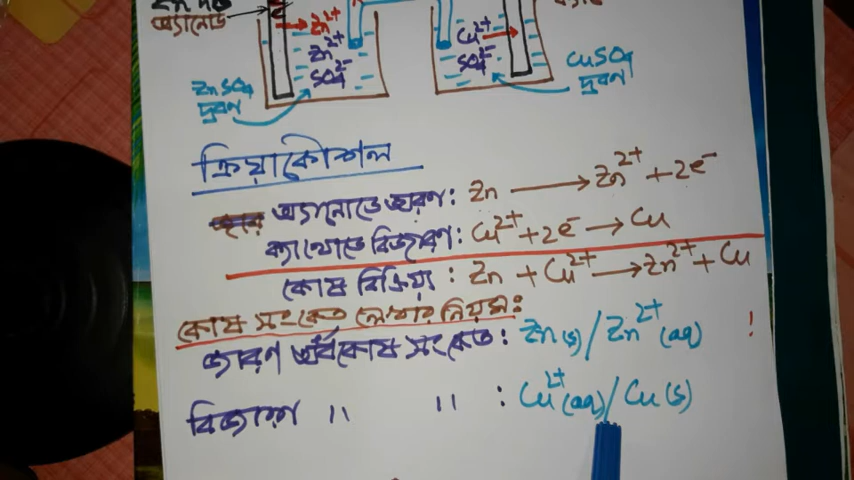 অ্যানোড
Zn²⁺
Zn²⁺
SO₄²⁻
Cu²⁺
SO₄²⁻
ZnSO₄
দ্রবণ
CuSO₄
দ্রবণ
ক্রিয়াকৌশল
অ্যানোডে জারণ: Zn → Zn²⁺ + 2e⁻
ক্যাথোডে বিজারণ: Cu²⁺ + 2e⁻ → Cu
কোষ বিক্রিয়া: Zn + Cu²⁺ → Zn²⁺ + Cu
কোষ সংকেত লেখার নিয়ম:
জারণ অর্ধকোষ সংকেত: Zn(s)/Zn²⁺(aq) !
বিজারণ " " : Cu²⁺(aq)/Cu(s)